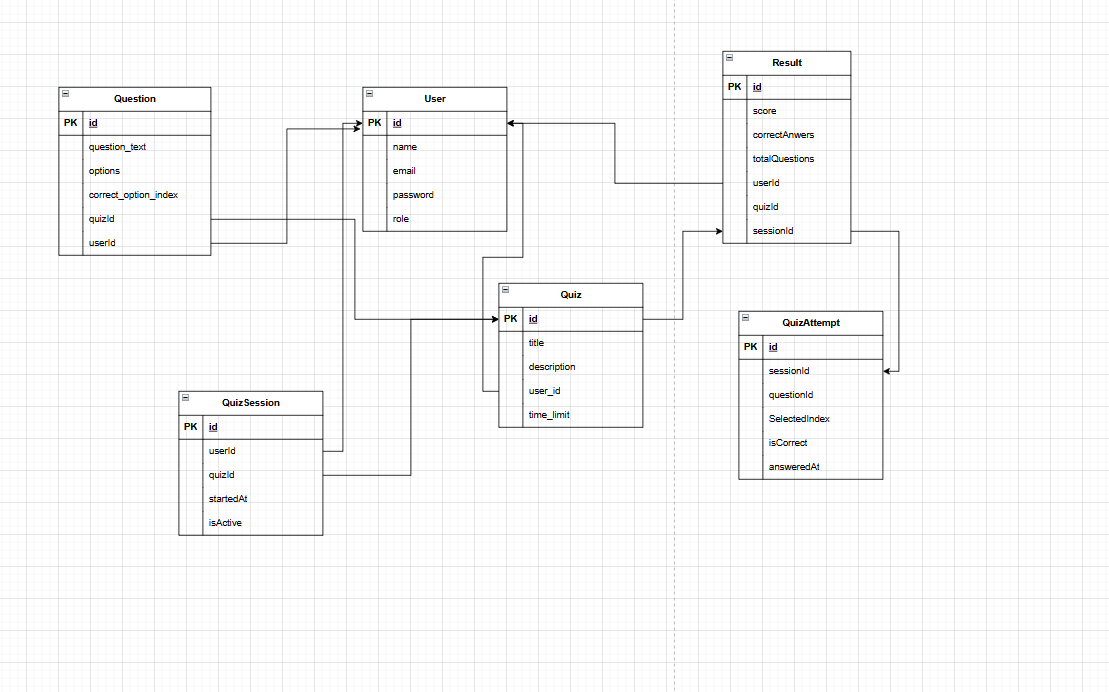 Question
PK id
question_text
options
correct_option_index
quizId
userId
User
PK id
name
email
password
role
Result
PK id
score
correctAnwers
totalQuestions
userId
quizId
sessionId
Quiz
PK id
title
description
user_id
time_limit
QuizAttempt
PK id
sessionId
questionId
SelectedIndex
isCorrect
answeredAt
QuizSession
PK id
userId
quizId
startedAt
isActive